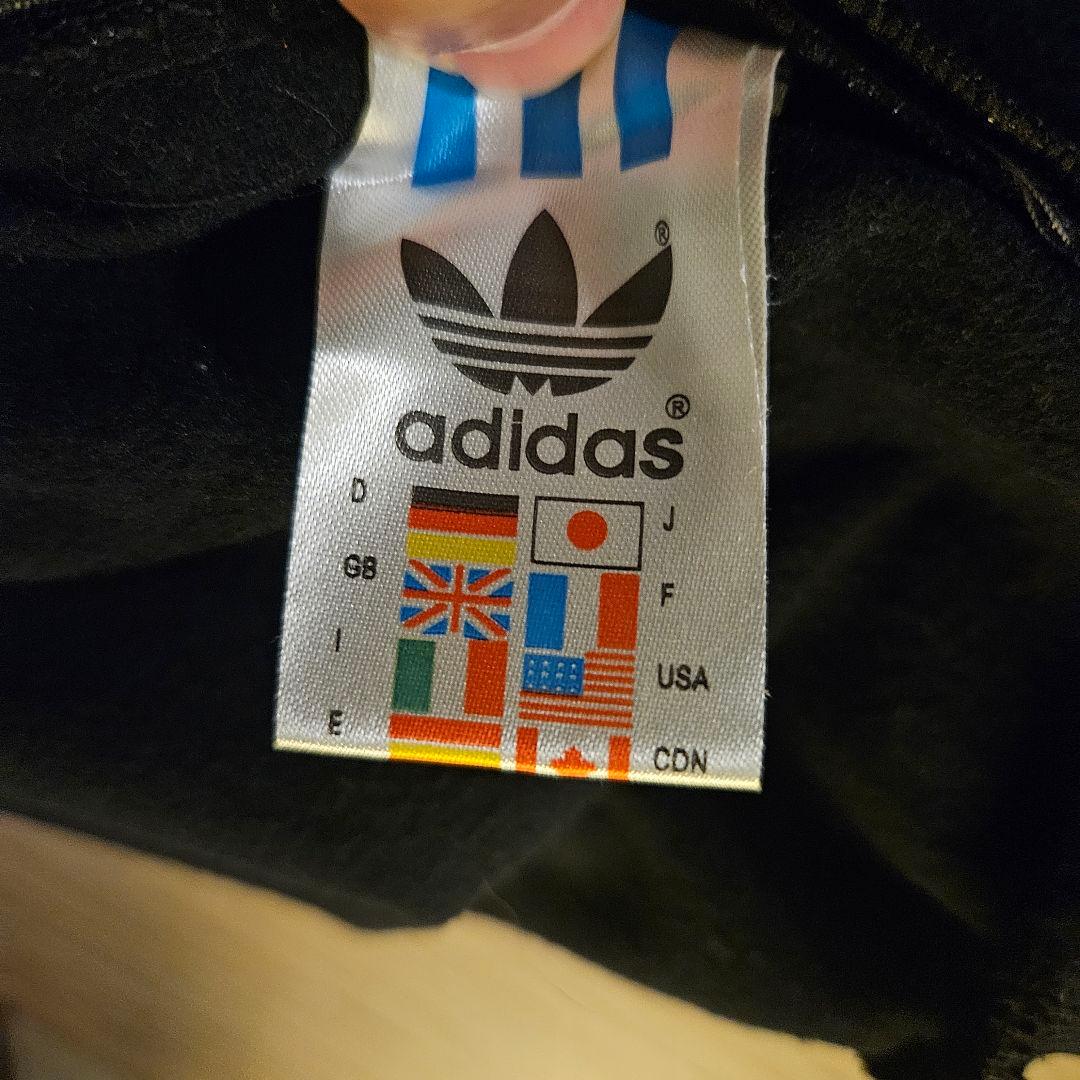 ®
adidas®
D J
GB F
I USA
E CDN